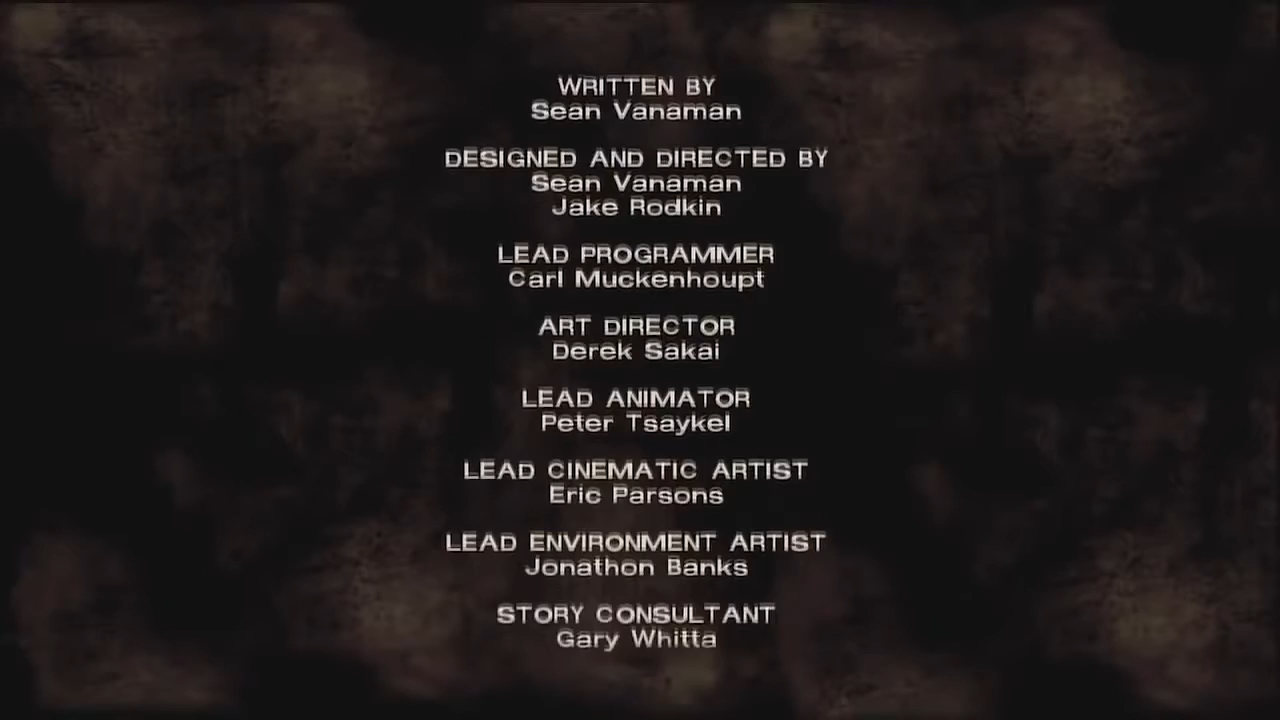 WRITTEN BY
Sean Vanaman
DESIGNED AND DIRECTED BY
Sean Vanaman
Jake Rodkin
LEAD PROGRAMMER
Carl Muckenhoupt
ART DIRECTOR
Derek Sakai
LEAD ANIMATOR
Peter Tsaykel
LEAD CINEMATIC ARTIST
Eric Parsons
LEAD ENVIRONMENT ARTIST
Jonathon Banks
STORY CONSULTANT
Gary Whitta